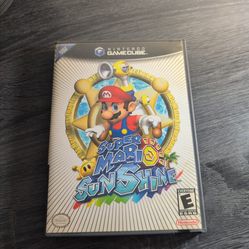 NINTENDO
GAMECUBE
SUPER
MARIO
SUNSHINE
EVERYONE
E